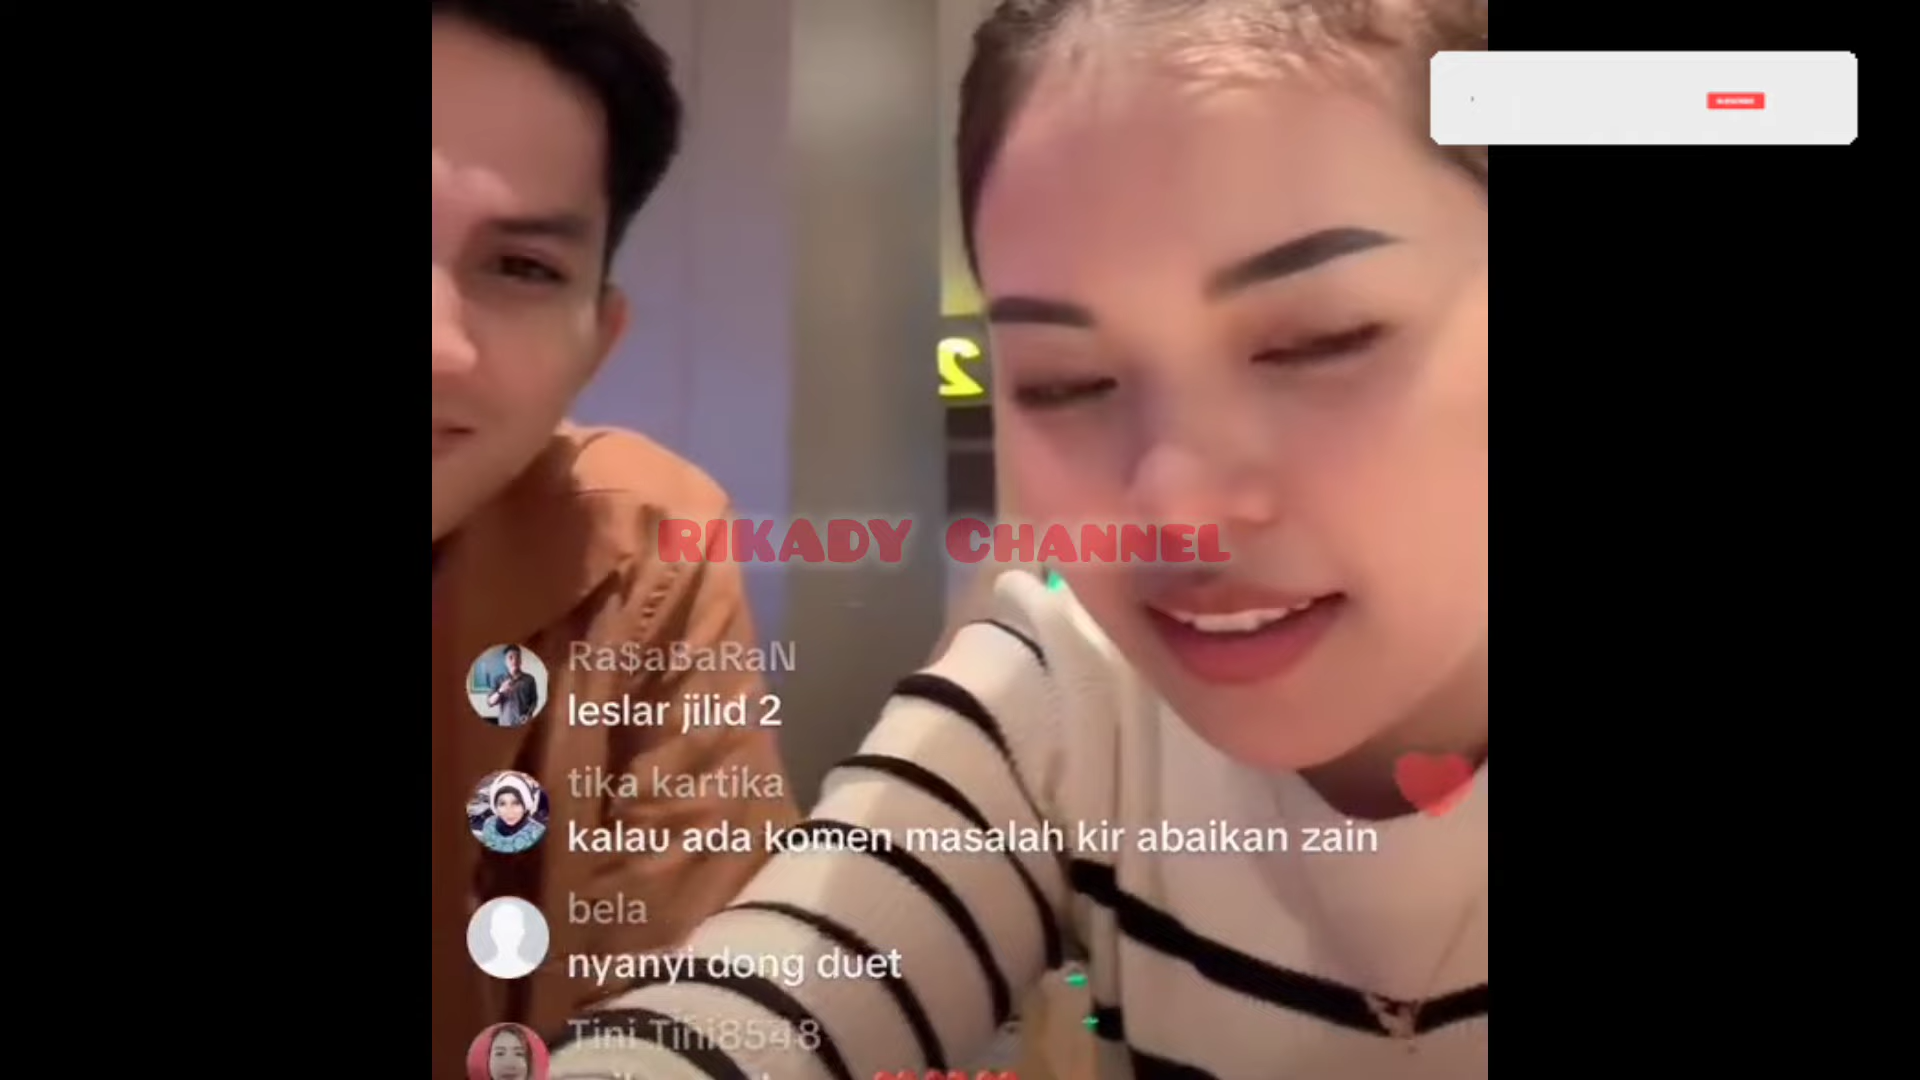 2
RIKADY CHANNEL
Ra$aBaRaN
leslar jilid 2
tika kartika
kalau ada komen masalah kir abaikan zain
bela
nyanyi dong duet
Tini Tini8548